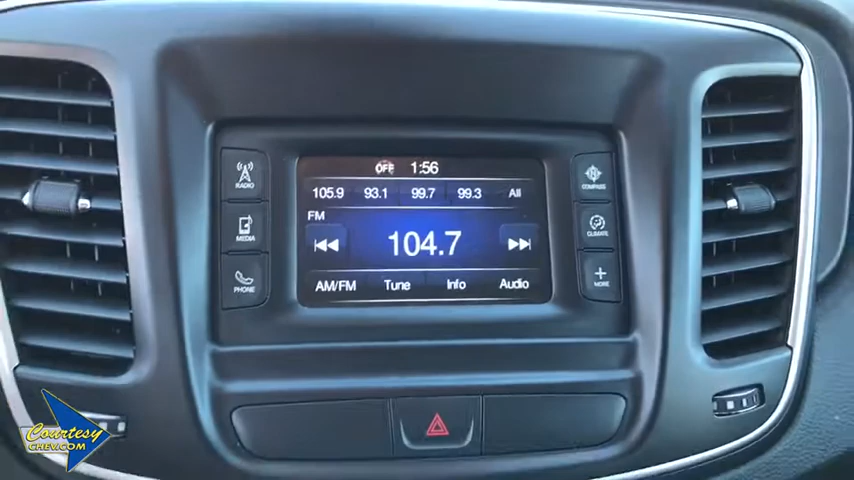 OFF 1:56
105.9 93.1 99.7 99.3 All
FM
104.7
AM/FM Tune Info Audio
RADIO
MEDIA
PHONE
COMPASS
CLIMATE
MORE
Courtesy
CHEV.COM